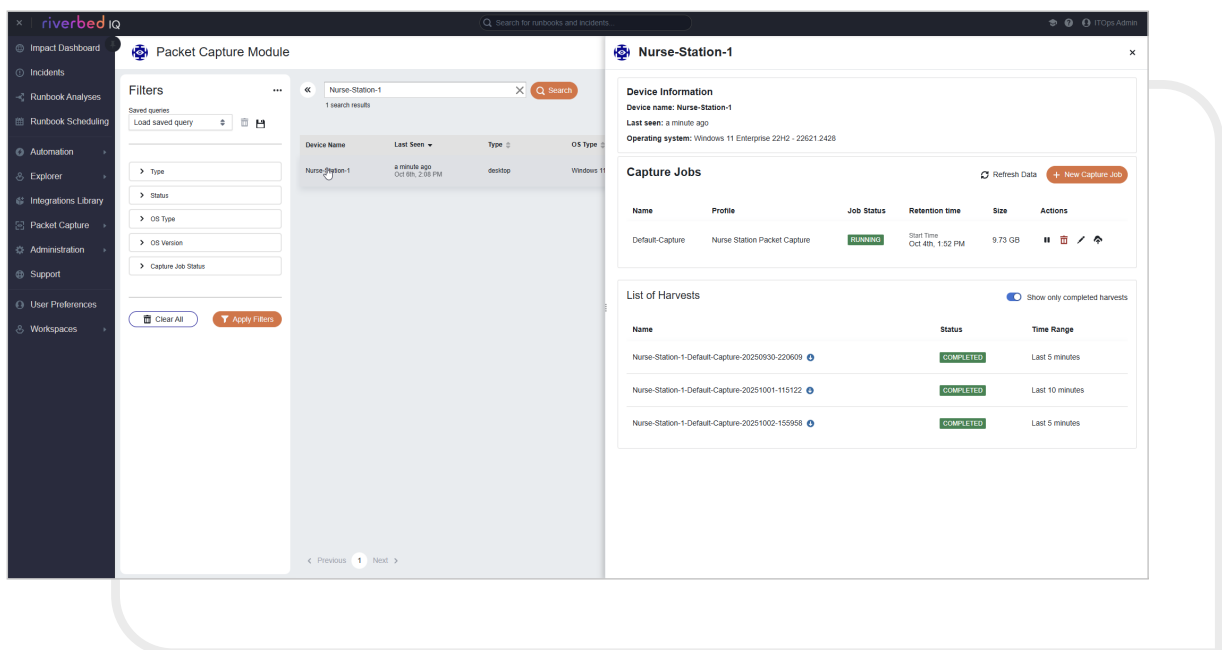 × riverbed IQ
Search for runbooks and incidents.
ITOps Admin
Impact Dashboard
Incidents
Runbook Analyses
Runbook Scheduling
Automation
Explorer
Integrations Library
Packet Capture
Administration
Support
User Preferences
Workspaces
Packet Capture Module
Filters
Saved queries
Load saved query
Type
Status
OS Type
OS Version
Capture Job Status
Clear All
Apply Filters
Nurse-Station-1
Search
1 search results
Device Name Last Seen Type OS Type
Nurse-Station-1 a minute ago desktop Windows 11
Oct 6th, 2:08 PM
Previous 1 Next
Nurse-Station-1
Device Information
Device name: Nurse-Station-1
Last seen: a minute ago
Operating system: Windows 11 Enterprise 22H2 - 22621.2428
Capture Jobs
Refresh Data
+ New Capture Job
Name Profile Job Status Retention time Size Actions
Default-Capture Nurse Station Packet Capture RUNNING Start Time 9.73 GB
Oct 4th, 1:52 PM
List of Harvests
Show only completed harvests
Name Status Time Range
Nurse-Station-1-Default-Capture-20250930-220609 COMPLETED Last 5 minutes
Nurse-Station-1-Default-Capture-20251001-115122 COMPLETED Last 10 minutes
Nurse-Station-1-Default-Capture-20251002-155958 COMPLETED Last 5 minutes